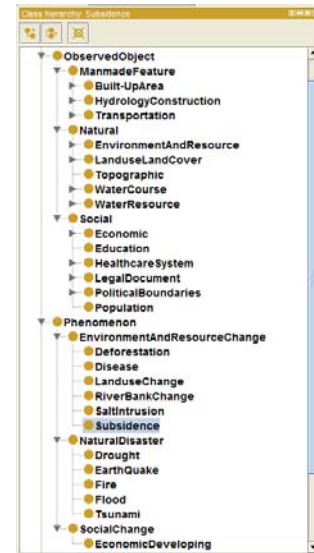 Class hierarchy: Subsidence
ObservedObject
ManmadeFeature
Built-UpArea
HydrologyConstruction
Transportation
Natural
EnvironmentAndResource
LanduseLandCover
Topographic
WaterCourse
WaterResource
Social
Economic
Education
HealthcareSystem
LegalDocument
PoliticalBoundaries
Population
Phenomenon
EnvironmentAndResourceChange
Deforestation
Disease
LanduseChange
RiverBankChange
SaltIntrusion
Subsidence
NaturalDisaster
Drought
EarthQuake
Fire
Flood
Tsunami
SocialChange
EconomicDeveloping